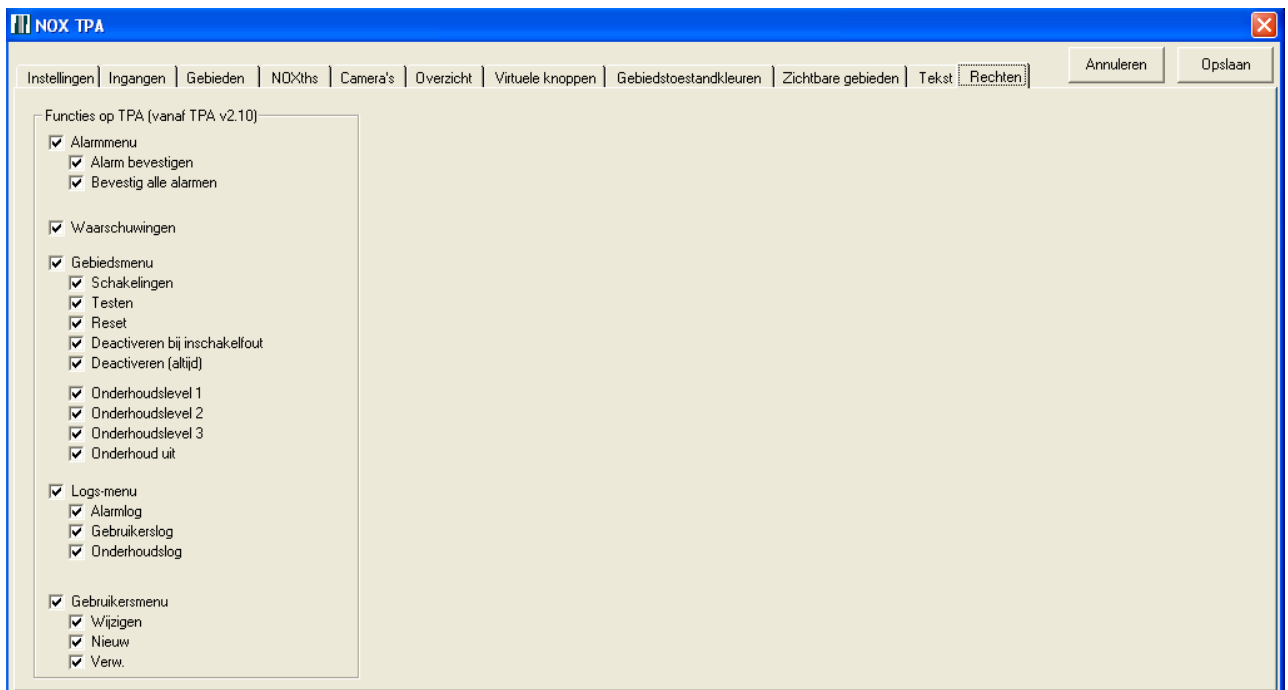 NOX TPA
Annuleren Opslaan
Instellingen Ingangen Gebieden NOXths Camera's Overzicht Virtuele knoppen Gebiedstoestandkleuren Zichtbare gebieden Tekst Rechten
Functies op TPA (vanaf TPA v2.10)
Alarmmenu
Alarm bevestigen
Bevestig alle alarmen
Waarschuwingen
Gebiedsmenu
Schakelingen
Testen
Reset
Deactiveren bij inschakelfout
Deactiveren (altijd)
Onderhoudslevel 1
Onderhoudslevel 2
Onderhoudslevel 3
Onderhoud uit
Logs-menu
Alarmlog
Gebruikerslog
Onderhoudslog
Gebruikersmenu
Wijzigen
Nieuw
Verw.